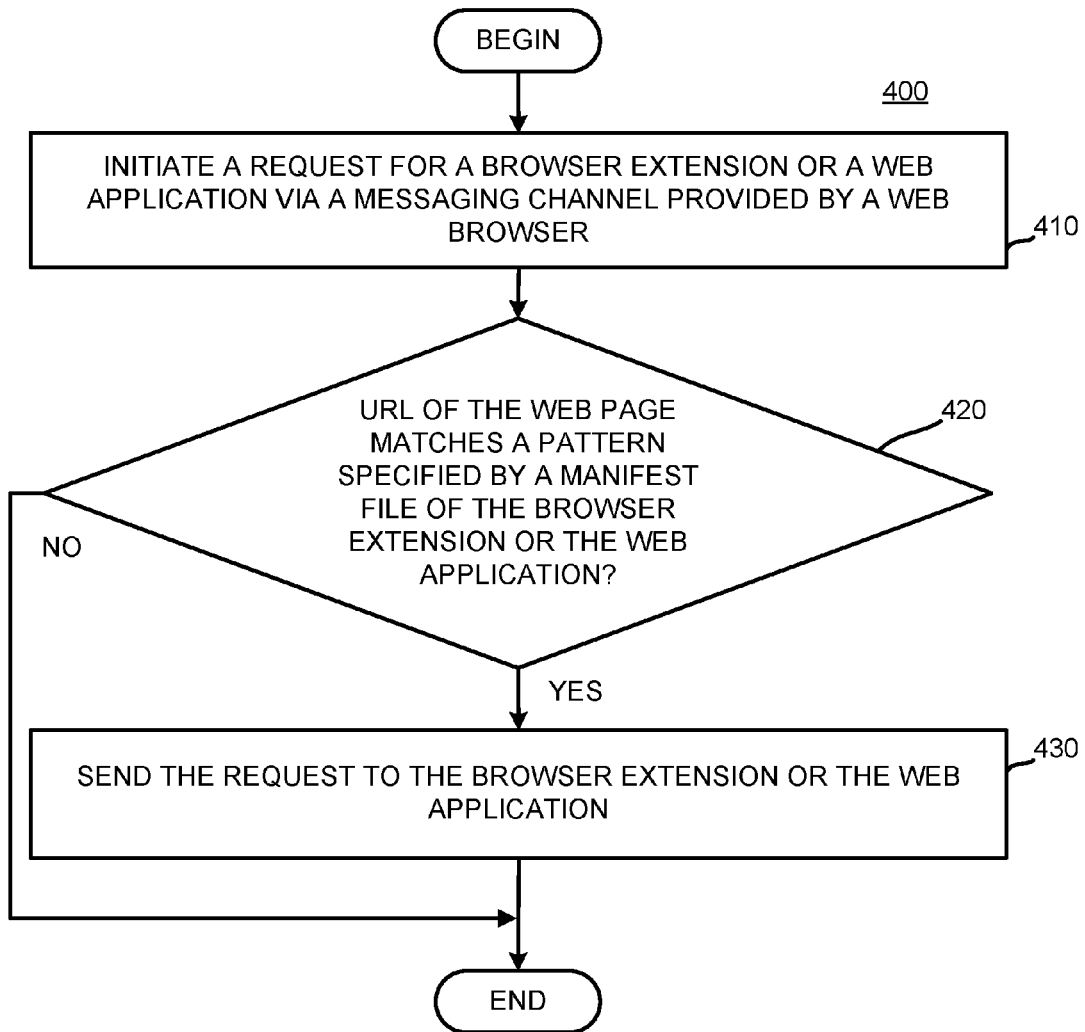 BEGIN
400
INITIATE A REQUEST FOR A BROWSER EXTENSION OR A WEB
APPLICATION VIA A MESSAGING CHANNEL PROVIDED BY A WEB
BROWSER
410
URL OF THE WEB PAGE
MATCHES A PATTERN
SPECIFIED BY A MANIFEST
FILE OF THE BROWSER
EXTENSION OR THE WEB
APPLICATION?
420
NO
YES
SEND THE REQUEST TO THE BROWSER EXTENSION OR THE WEB
APPLICATION
430
END